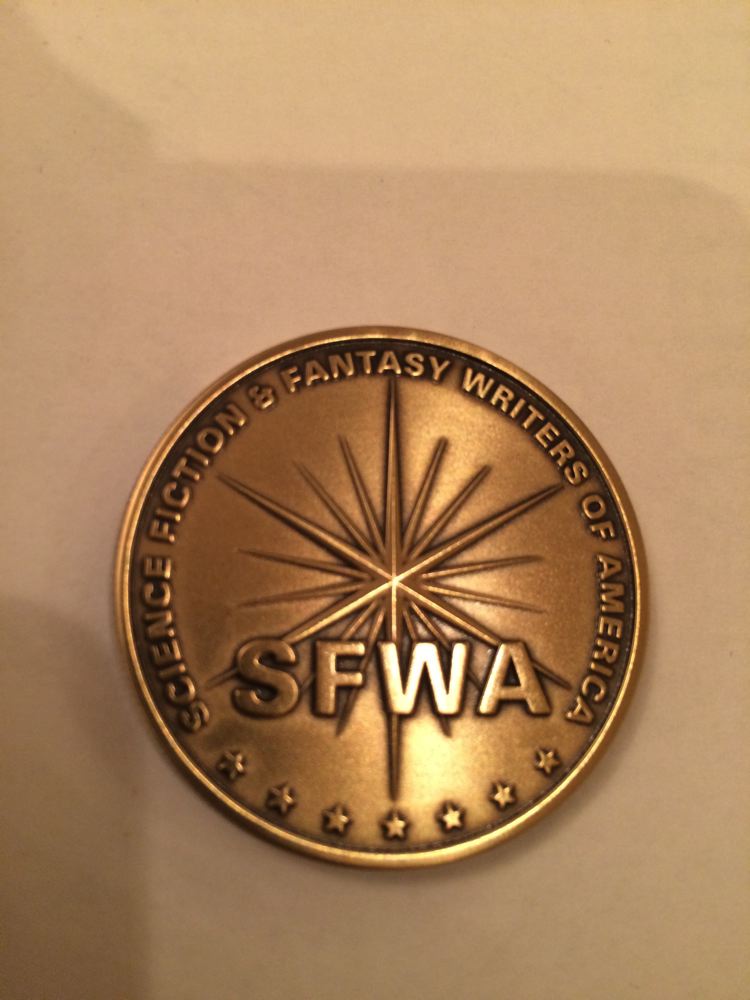 SCIENCE FICTION & FANTASY WRITERS OF AMERICA
SFWA